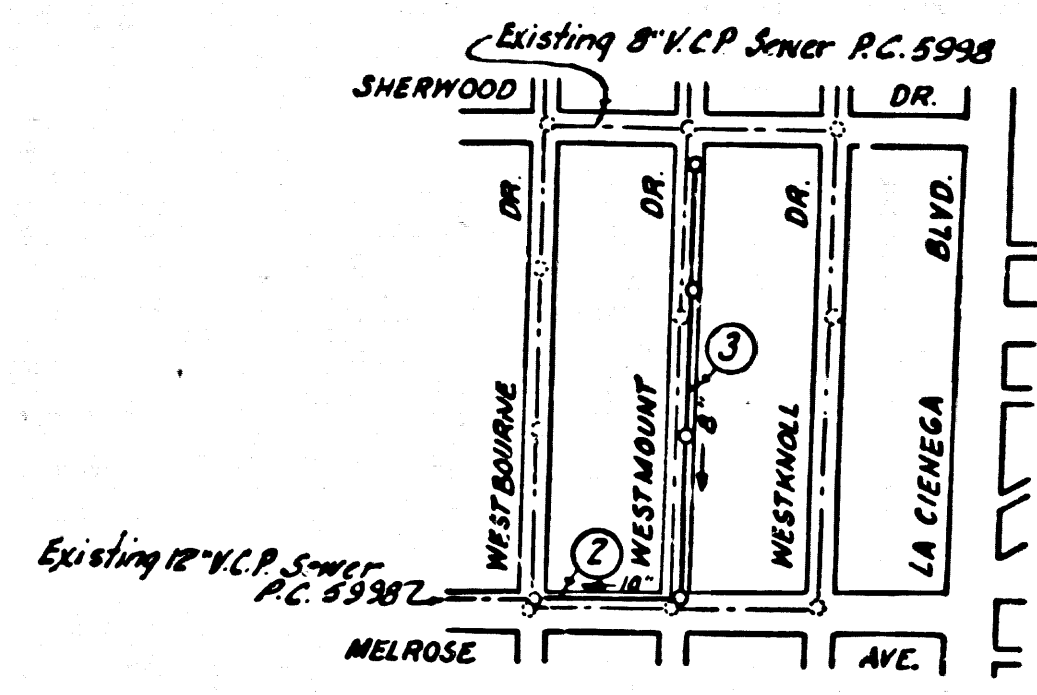 Existing 8" V.C.P. Sewer P.C. 5998
SHERWOOD DR.
WESTBOURNE DR.
WESTMOUNT DR.
WESTKNOLL DR.
LA CIENEGA BLVD.
3
8"
2
10"
Existing 12" V.C.P. Sewer
P.C. 5998
MELROSE AVE.